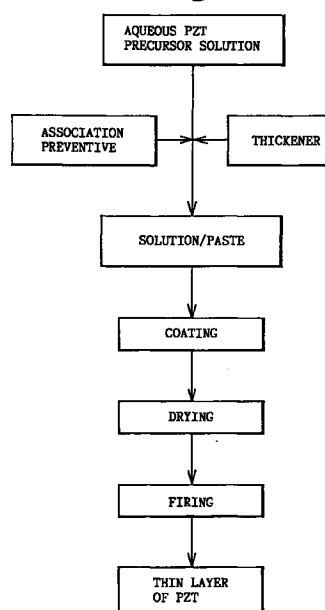 AQUEOUS PZT
PRECURSOR SOLUTION
ASSOCIATION
PREVENTIVE
THICKENER
SOLUTION/PASTE
COATING
DRYING
FIRING
THIN LAYER
OF PZT